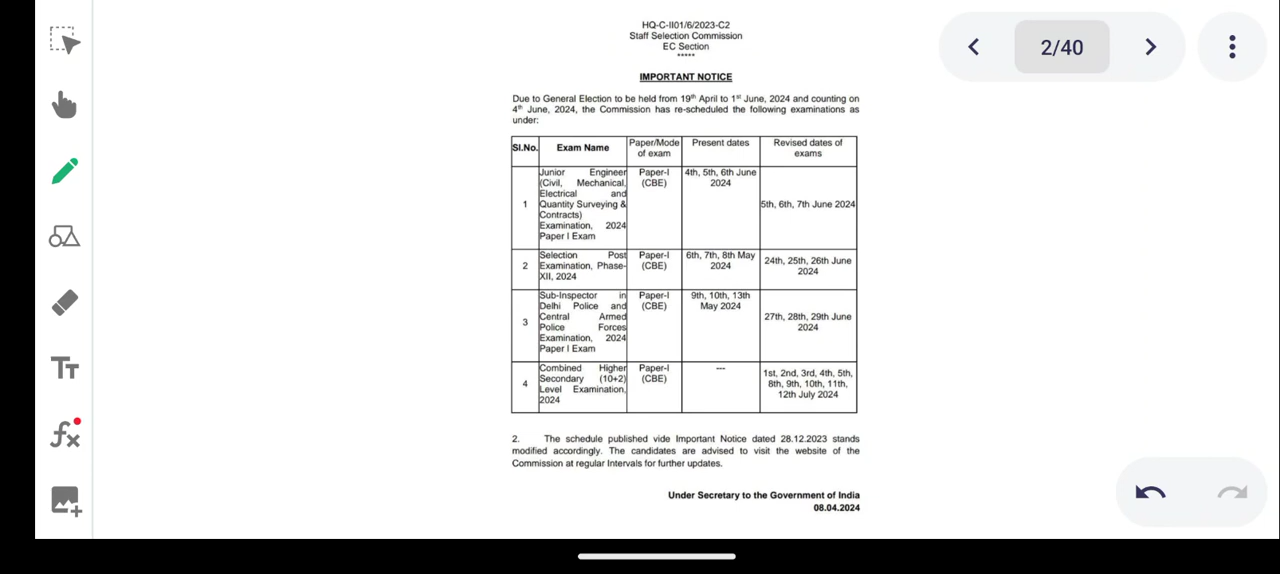 HQ-C-II01/6/2023-C2
Staff Selection Commission
EC Section
*****
IMPORTANT NOTICE
2/40
Due to General Election to be held from 19th April to 1st June, 2024 and counting on
4th June, 2024, the Commission has re-scheduled the following examinations as
under:
Sl.No. Exam Name Paper/Mode of exam Present dates Revised dates of exams
1
Junior Engineer
(Civil, Mechanical,
Electrical and
Quantity Surveying &
Contracts)
Examination, 2024
Paper I Exam
Paper-I
(CBE)
4th, 5th, 6th June
2024
5th, 6th, 7th June 2024
2
Selection Post
Examination, Phase-
XII, 2024
Paper-I
(CBE)
6th, 7th, 8th May
2024
24th, 25th, 26th June
2024
3
Sub-Inspector in
Delhi Police and
Central Armed
Police Forces
Examination, 2024
Paper I Exam
Paper-I
(CBE)
9th, 10th, 13th
May 2024
27th, 28th, 29th June
2024
4
Combined Higher
Secondary (10+2)
Level Examination,
2024
Paper-I
(CBE)
---
1st, 2nd, 3rd, 4th, 5th,
8th, 9th, 10th, 11th,
12th July 2024
2. The schedule published vide Important Notice dated 28.12.2023 stands
modified accordingly. The candidates are advised to visit the website of the
Commission at regular Intervals for further updates.
Under Secretary to the Government of India
08.04.2024
Tт
fx